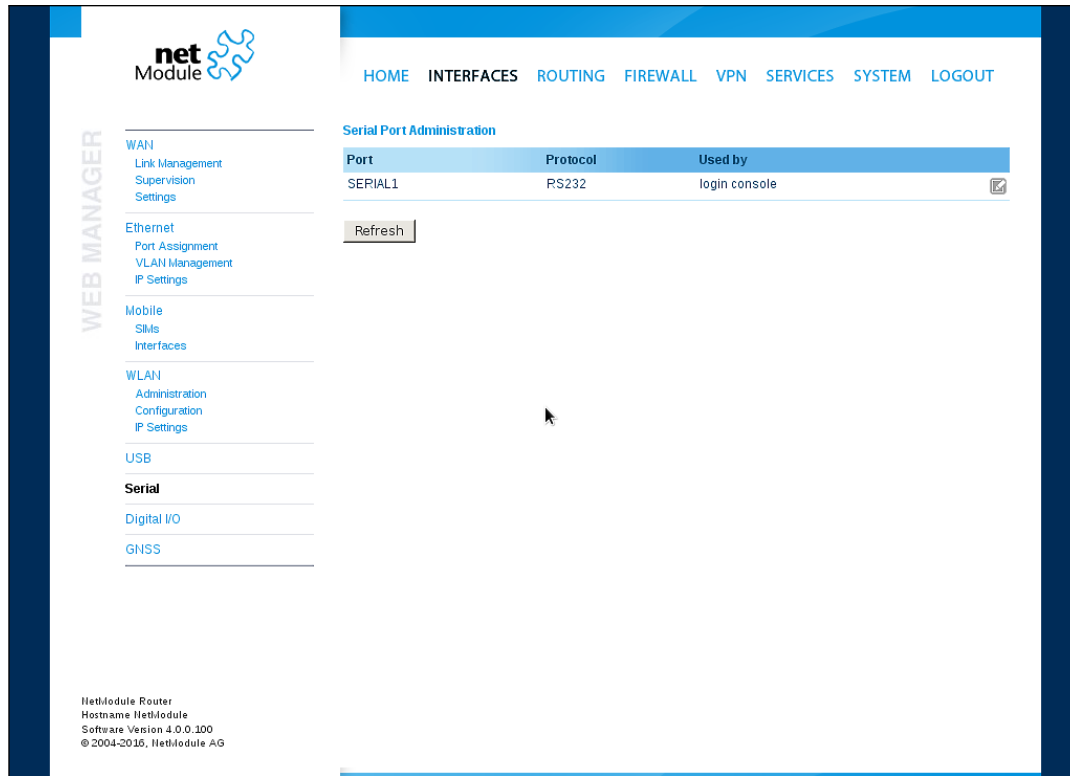 net
Module
HOME INTERFACES ROUTING FIREWALL VPN SERVICES SYSTEM LOGOUT
WEB MANAGER
WAN
Link Management
Supervision
Settings
Ethernet
Port Assignment
VLAN Management
IP Settings
Mobile
SIMs
Interfaces
WLAN
Administration
Configuration
IP Settings
USB
Serial
Digital I/O
GNSS
Serial Port Administration
Port Protocol Used by
SERIAL1 RS232 login console
Refresh
NetModule Router
Hostname NetModule
Software Version 4.0.0.100
© 2004-2016, NetModule AG